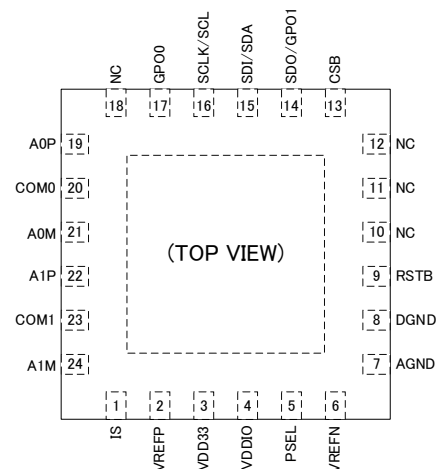 NC
GPO0
SCLK/SCL
SDI/SDA
SDO/GPO1
CSB
18
17
16
15
14
13
A0P 19
COM0 20
A0M 21
A1P 22
COM1 23
A1M 24
(TOP VIEW)
12 NC
11 NC
10 NC
9 RSTB
8 DGND
7 AGND
1
2
3
4
5
6
IS
VREFP
VDD33
VDDIO
PSEL
VREFN